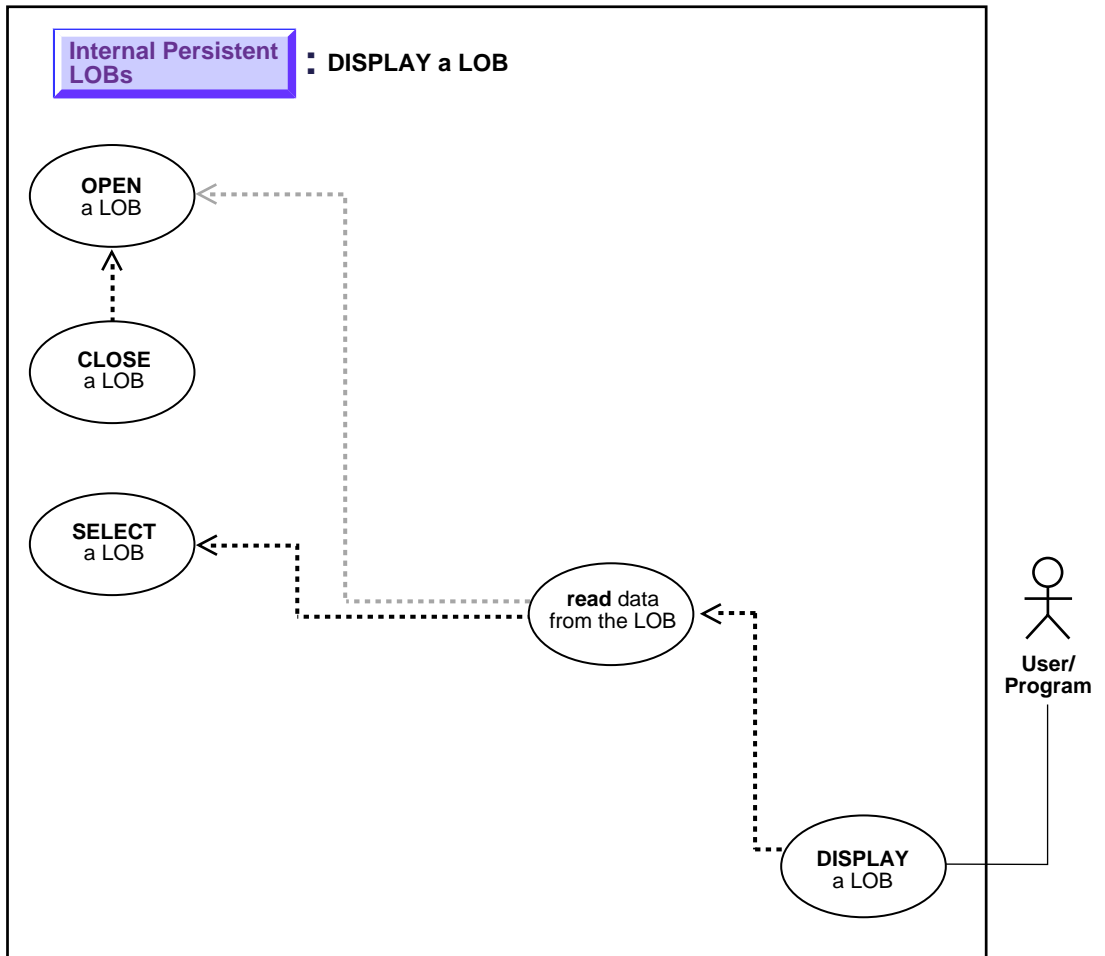 Internal Persistent
LOBs
: DISPLAY a LOB
OPEN
a LOB
CLOSE
a LOB
SELECT
a LOB
read data
from the LOB
User/
Program
DISPLAY
a LOB